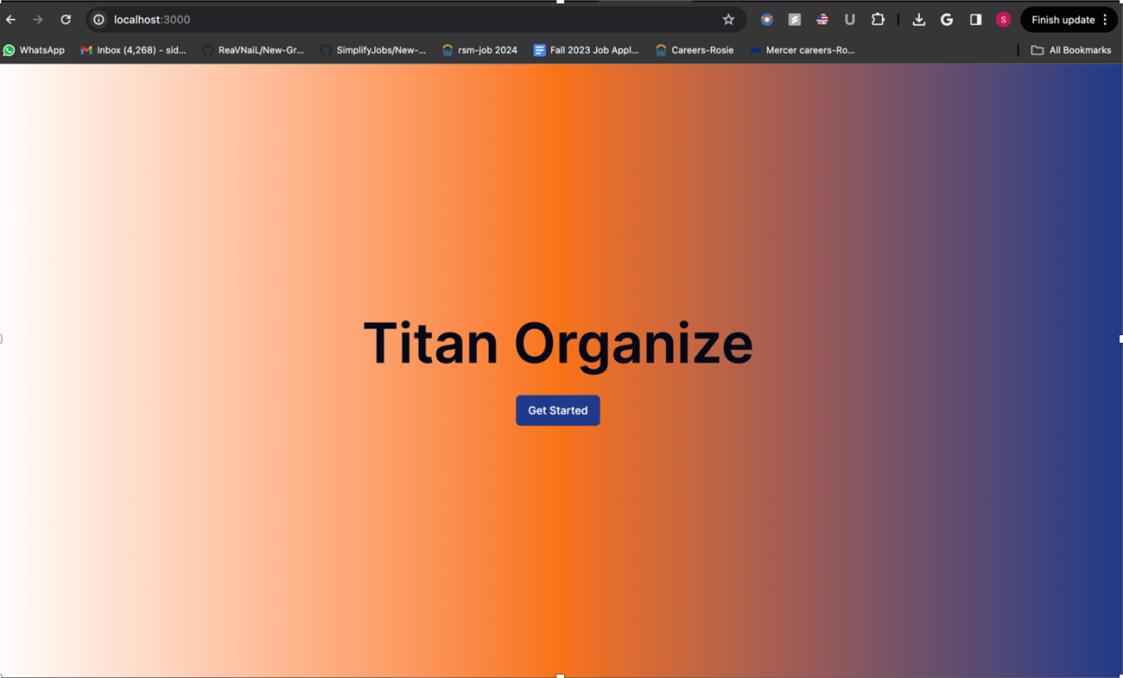 localhost:3000
Finish update
WhatsApp Inbox (4,268) - sid... ReaVNaiL/New-Gr... SimplifyJobs/New-... rsm-job 2024 Fall 2023 Job Appl... Careers-Rosie Mercer careers-Ro... All Bookmarks
Titan Organize
Get Started